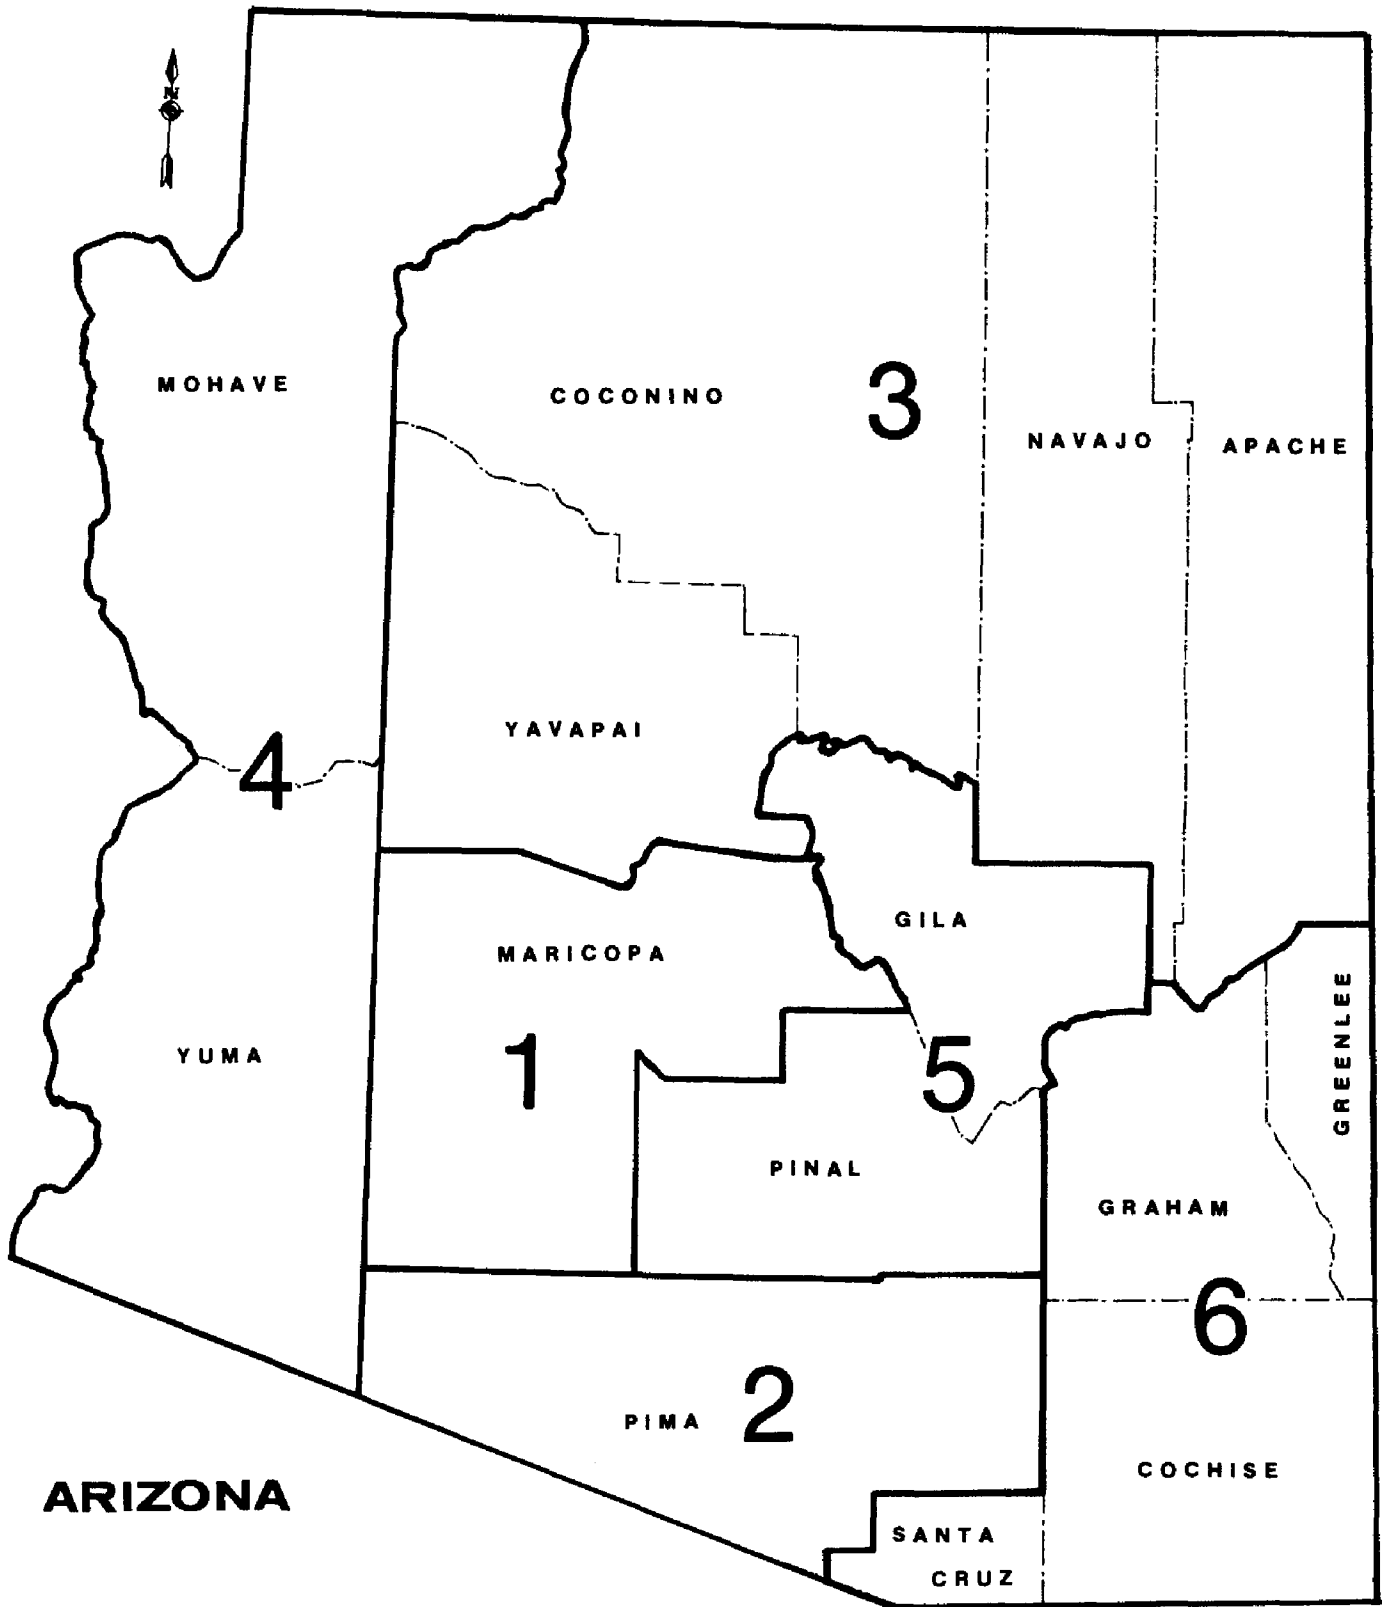 N
MOHAVE
COCONINO
3
NAVAJO
APACHE
YAVAPAI
4
GILA
MARICOPA
GREENLEE
YUMA
1
5
PINAL
GRAHAM
6
2
PIMA
COCHISE
ARIZONA
SANTA
CRUZ